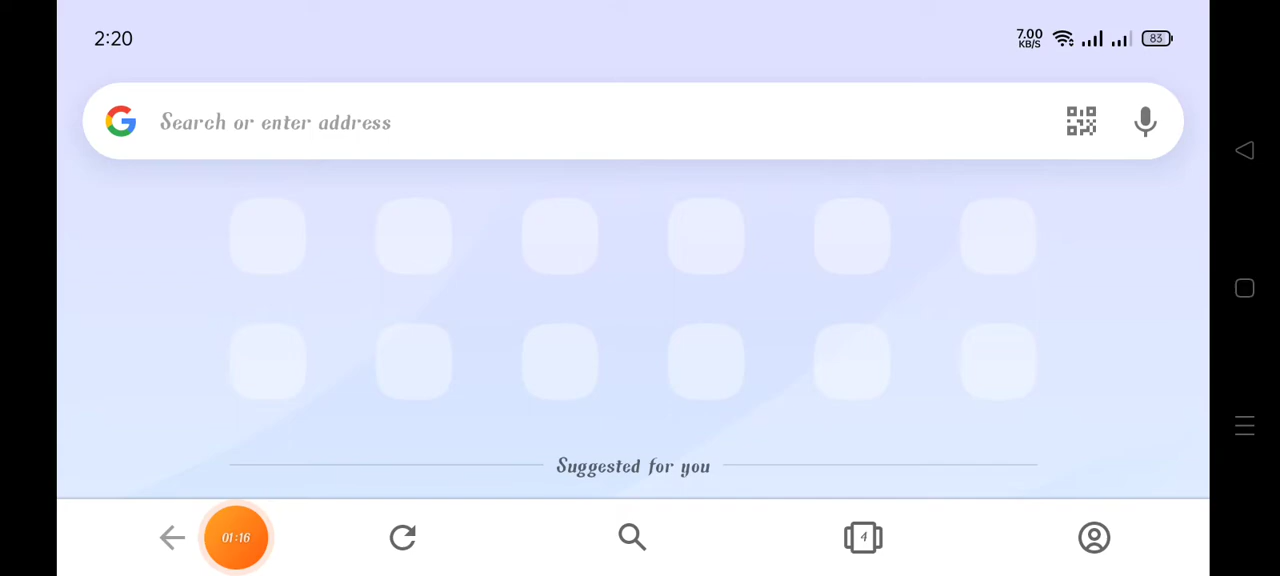 2:20
7.00
KB/S
83
Search or enter address
Suggested for you
01:16
4